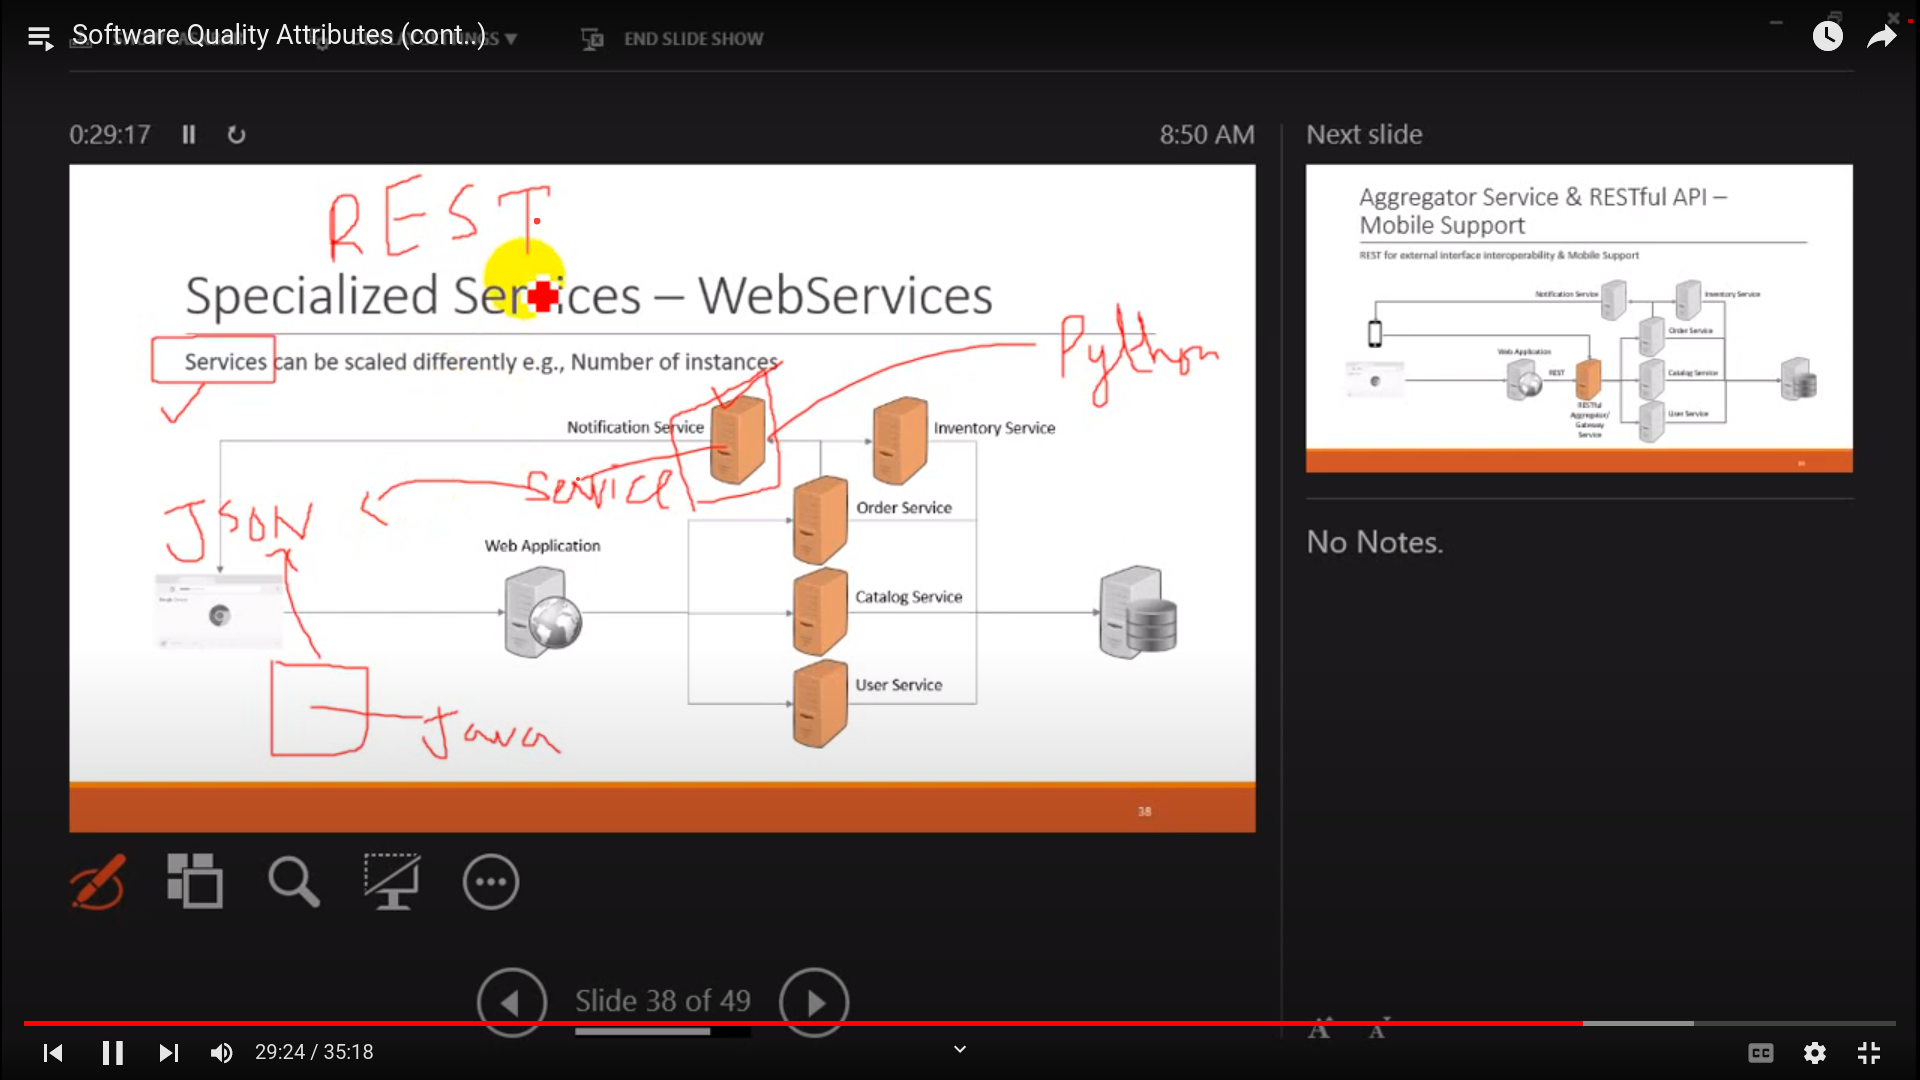 Software Quality Attributes (cont..)
END SLIDE SHOW
0:29:17
8:50 AM
Next slide
REST
Specialized Services – WebServices
Services can be scaled differently e.g., Number of instances
Python
Notification Service
Inventory Service
Service
JSON
Order Service
Web Application
Catalog Service
User Service
Java
38
Aggregator Service & RESTful API –
Mobile Support
REST for external interface interoperability & Mobile Support
Notification Service
Inventory Service
Order Service
Web Application
REST
Catalog Service
RESTful
Aggregator/
Gateway
Service
User Service
No Notes.
Slide 38 of 49
A A
29:24 / 35:18
CC